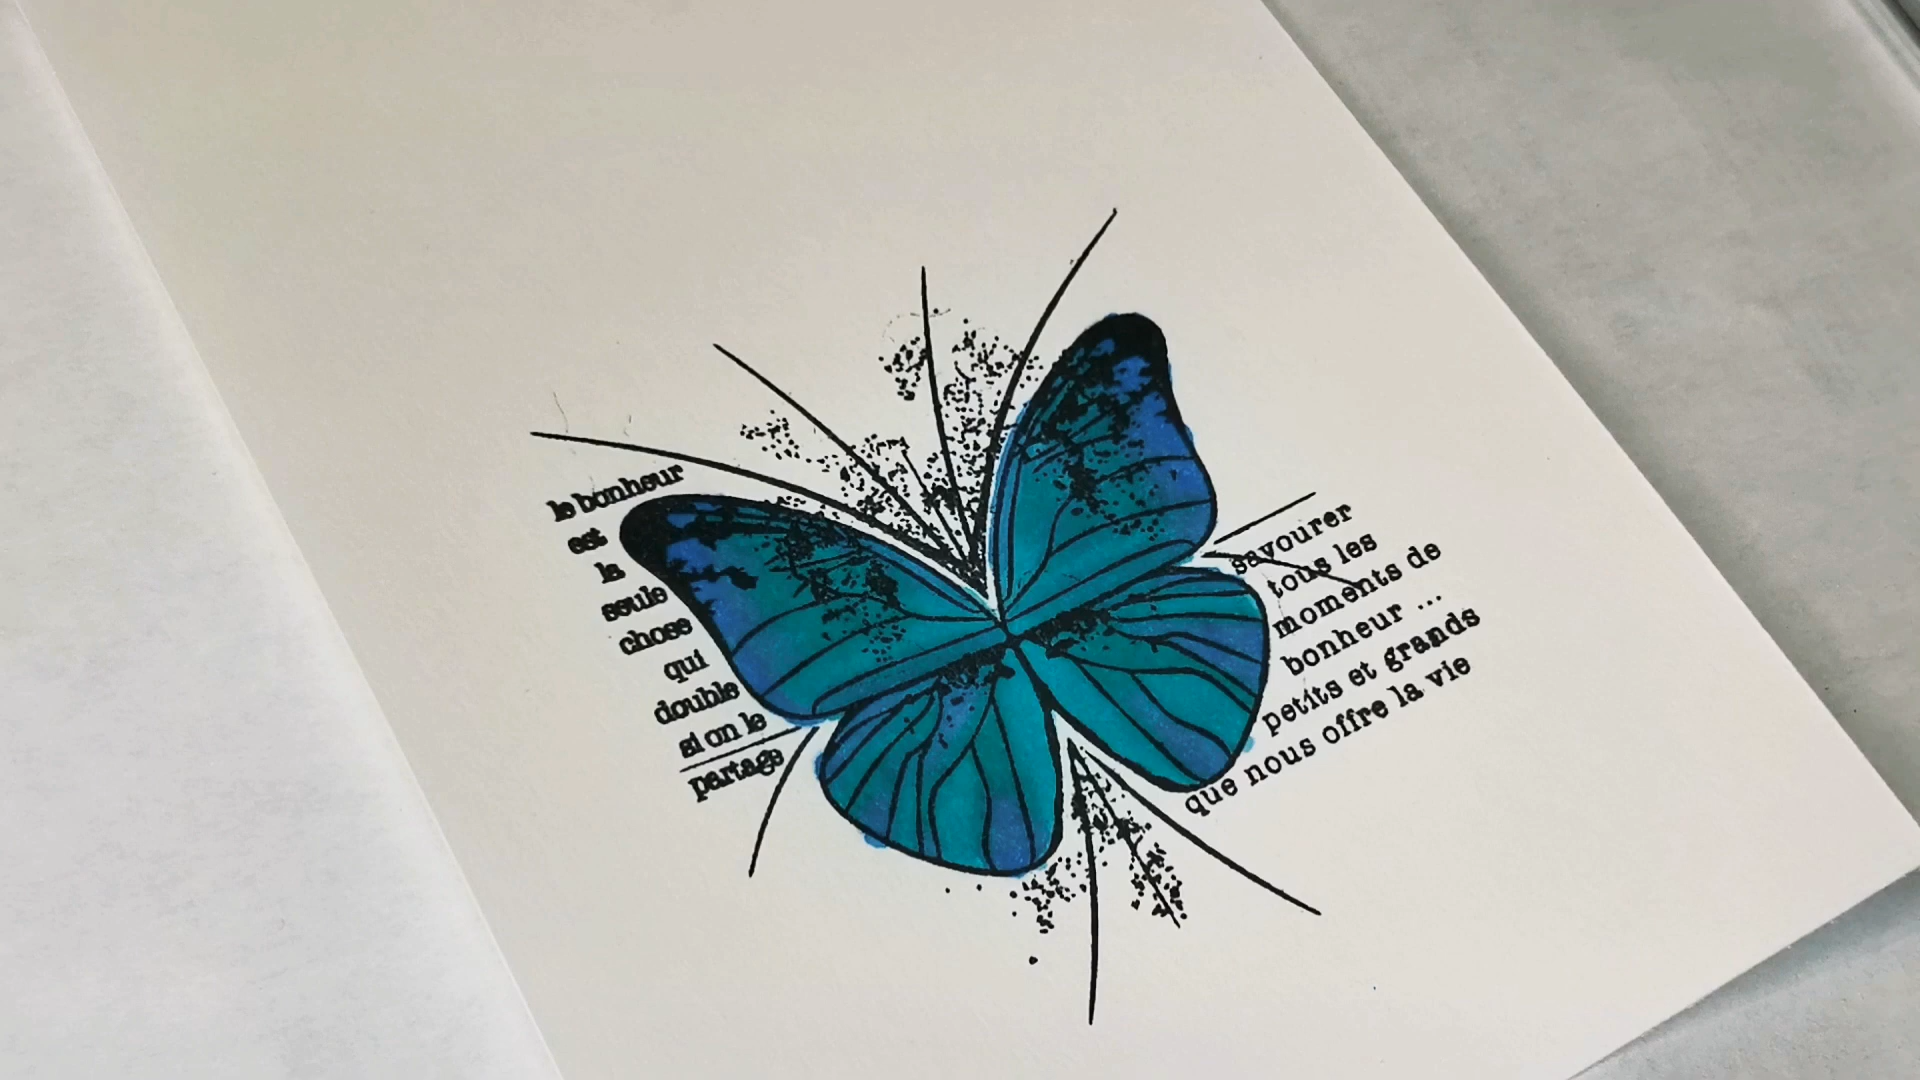 le bonheur
est
la
seule
chose
qui
double
si on le
partage
savourer
tous les
moments de
bonheur ...
petits et grands
que nous offre la vie